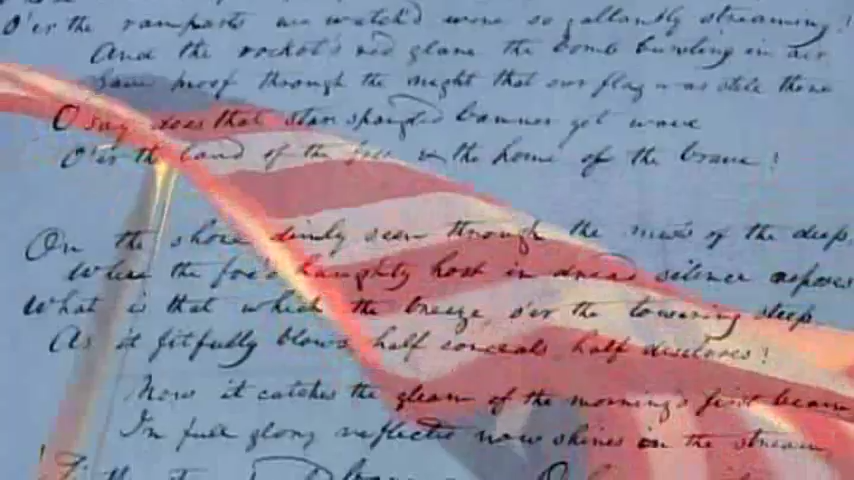 O'er the ramparts we watch'd were so gallantly streaming?
And the rocket's red glare the bomb bursting in air
Gave proof through the night that our flag was still there
O say does that star spangled banner yet wave
O'er the land of the free & the home of the brave?
On the shore dimly seen through the mists of the deep,
Where the foe's haughty host in dread silence reposes
What is that which the breeze, o'er the towering steep,
As it fitfully blows half conceals, half discloses?
Now it catches the gleam of the morning's first beam
In full glory reflected now shines in the stream